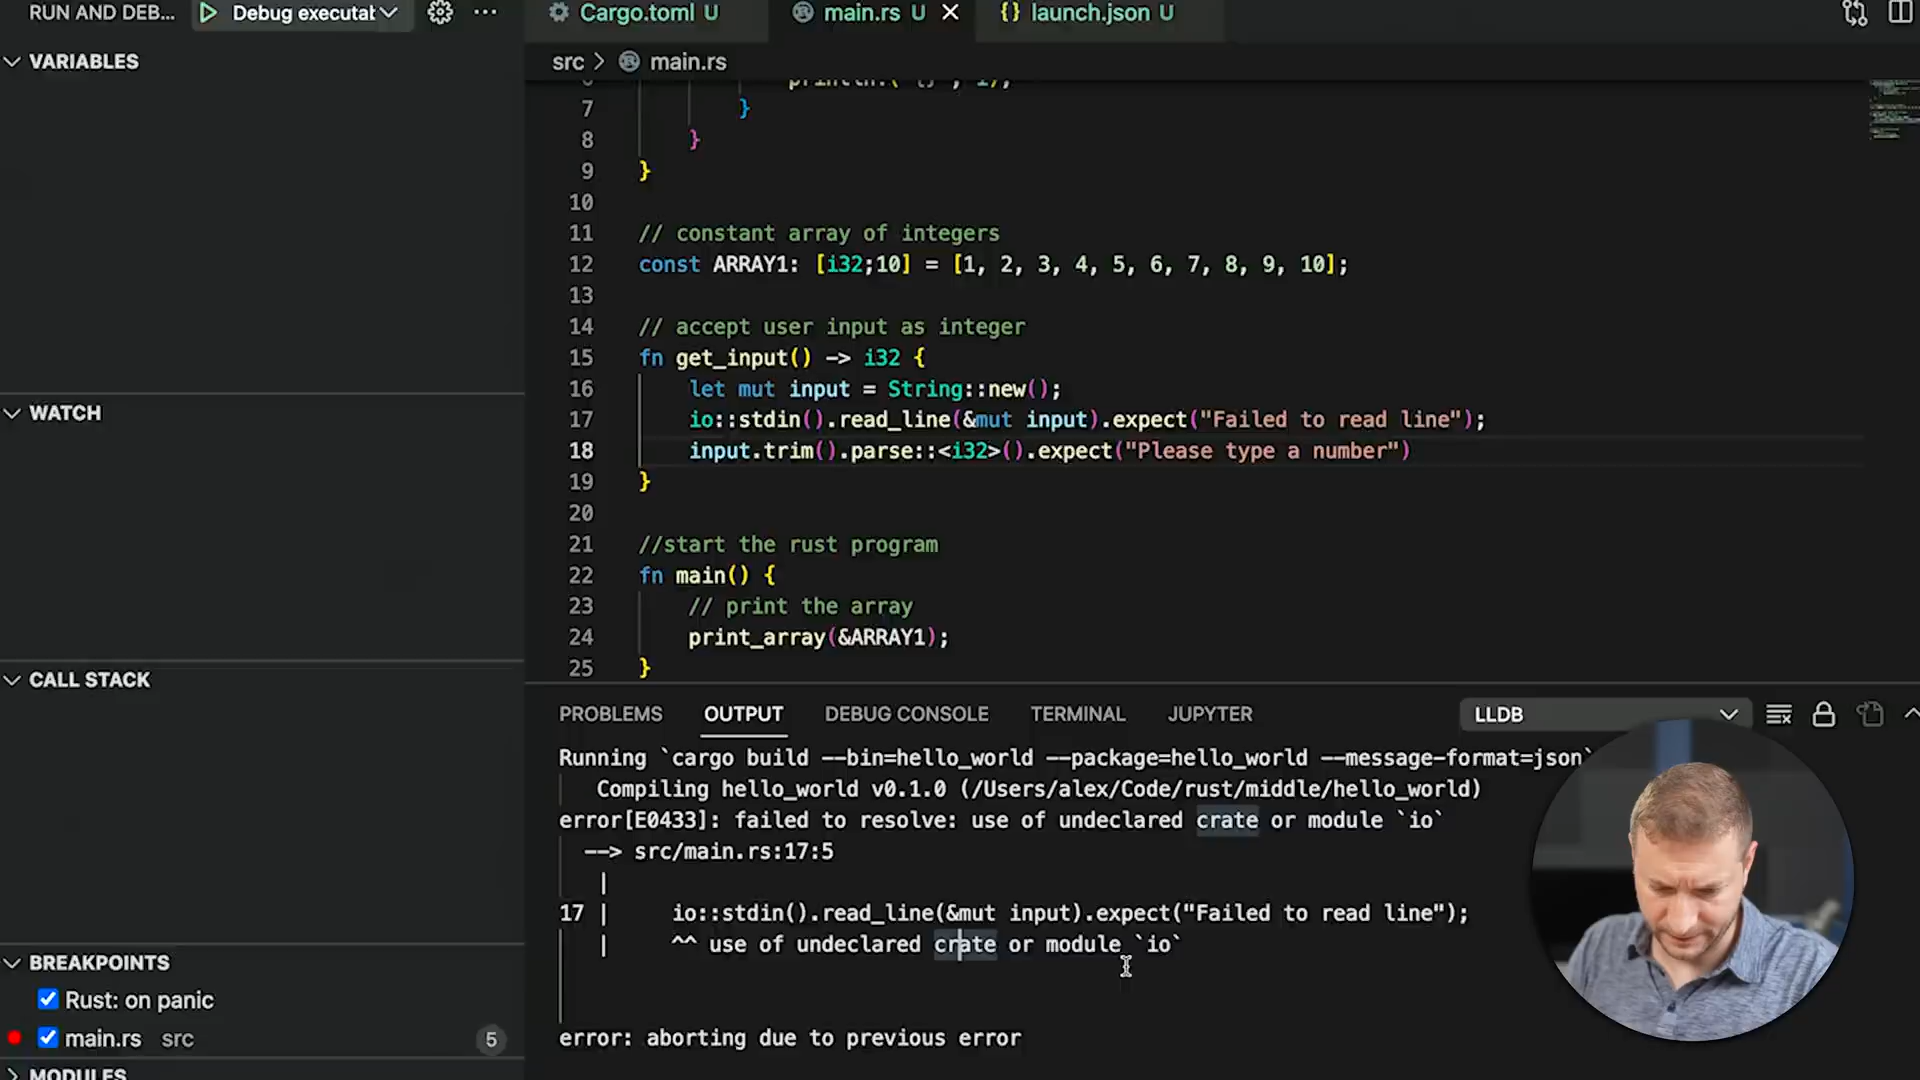 RUN AND DEB... Debug executat ...
Cargo.toml U main.rs U launch.json U
VARIABLES
src > main.rs
7 }
8 }
9 }
10
11 // constant array of integers
12 const ARRAY1: [i32;10] = [1, 2, 3, 4, 5, 6, 7, 8, 9, 10];
13
14 // accept user input as integer
15 fn get_input() -> i32 {
16 let mut input = String::new();
17 io::stdin().read_line(&mut input).expect("Failed to read line");
18 input.trim().parse::<i32>().expect("Please type a number")
19 }
20
21 //start the rust program
22 fn main() {
23 // print the array
24 print_array(&ARRAY1);
25 }
WATCH
CALL STACK
BREAKPOINTS
Rust: on panic
main.rs src 5
MODULES
PROBLEMS OUTPUT DEBUG CONSOLE TERMINAL JUPYTER LLDB
Running `cargo build --bin=hello_world --package=hello_world --message-format=json`
Compiling hello_world v0.1.0 (/Users/alex/Code/rust/middle/hello_world)
error[E0433]: failed to resolve: use of undeclared crate or module `io`
--> src/main.rs:17:5
|
17 | io::stdin().read_line(&mut input).expect("Failed to read line");
| ^^ use of undeclared crate or module `io`
error: aborting due to previous error